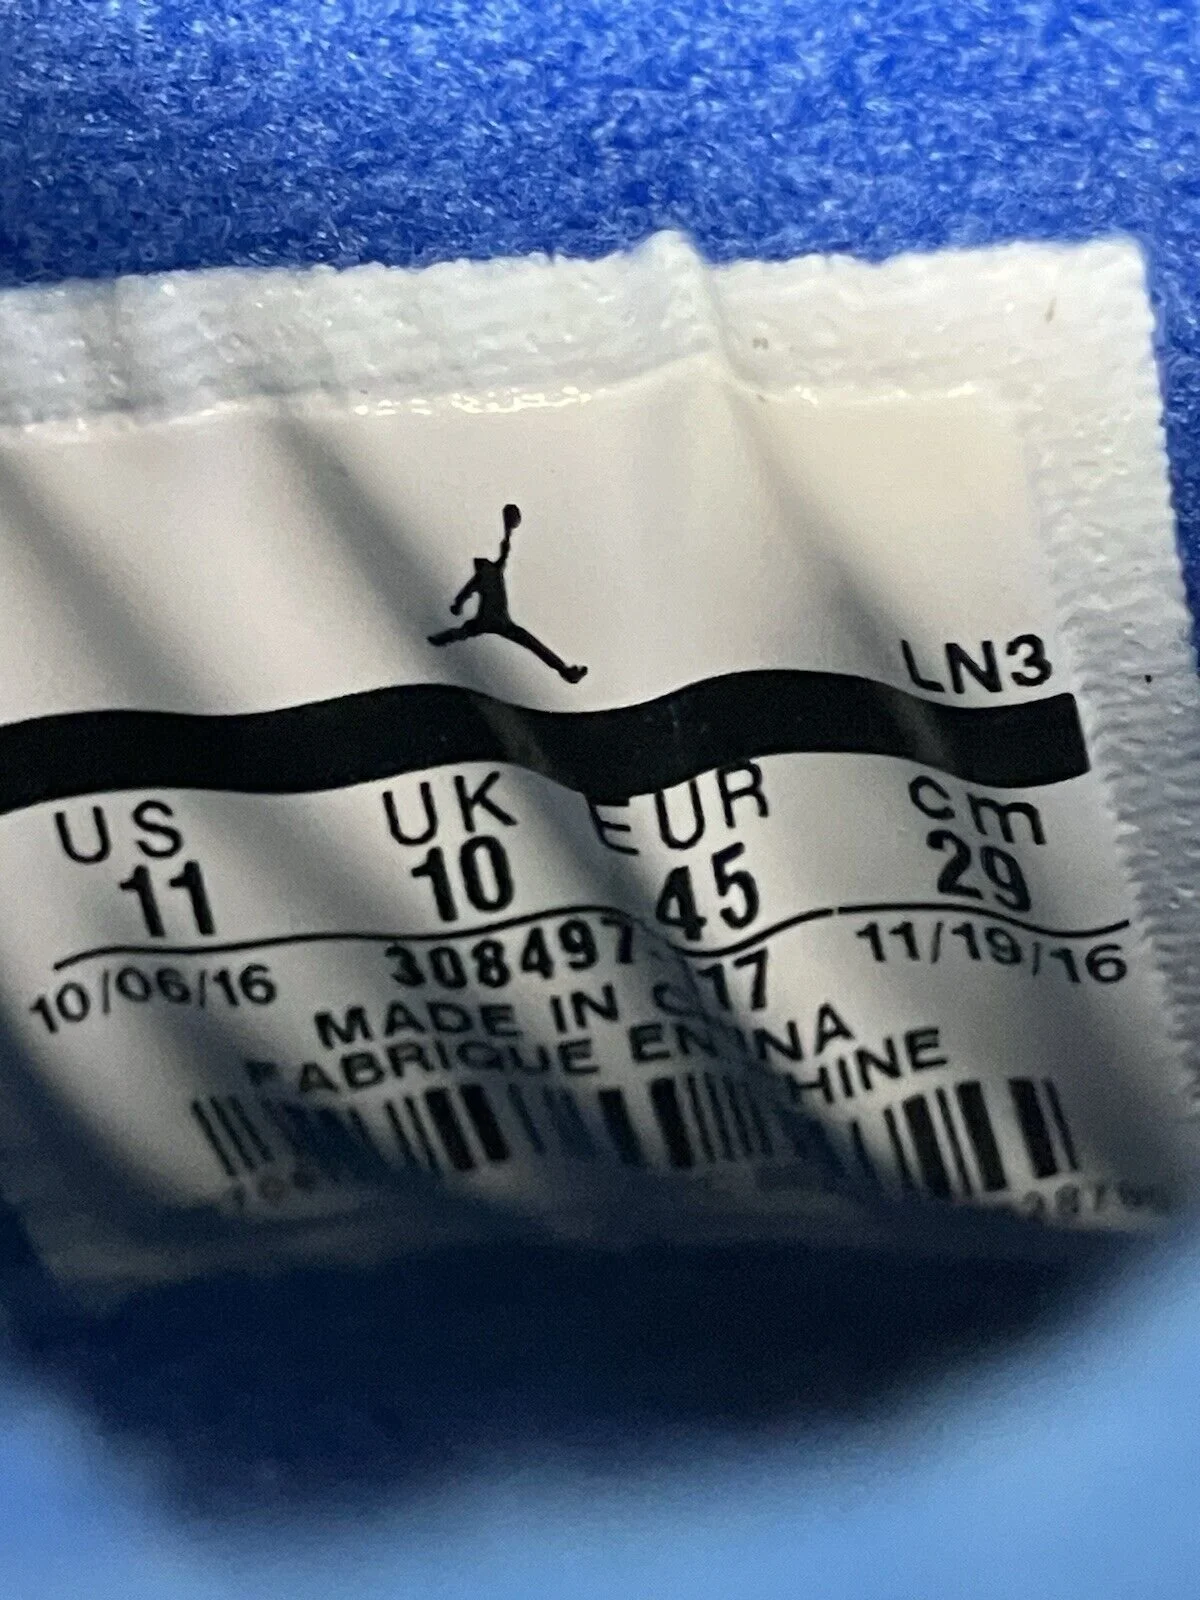 LN3
US UK EUR cm
11 10 45 29
10/06/16 308497 117 11/19/16
MADE IN
FABRIQUE EN